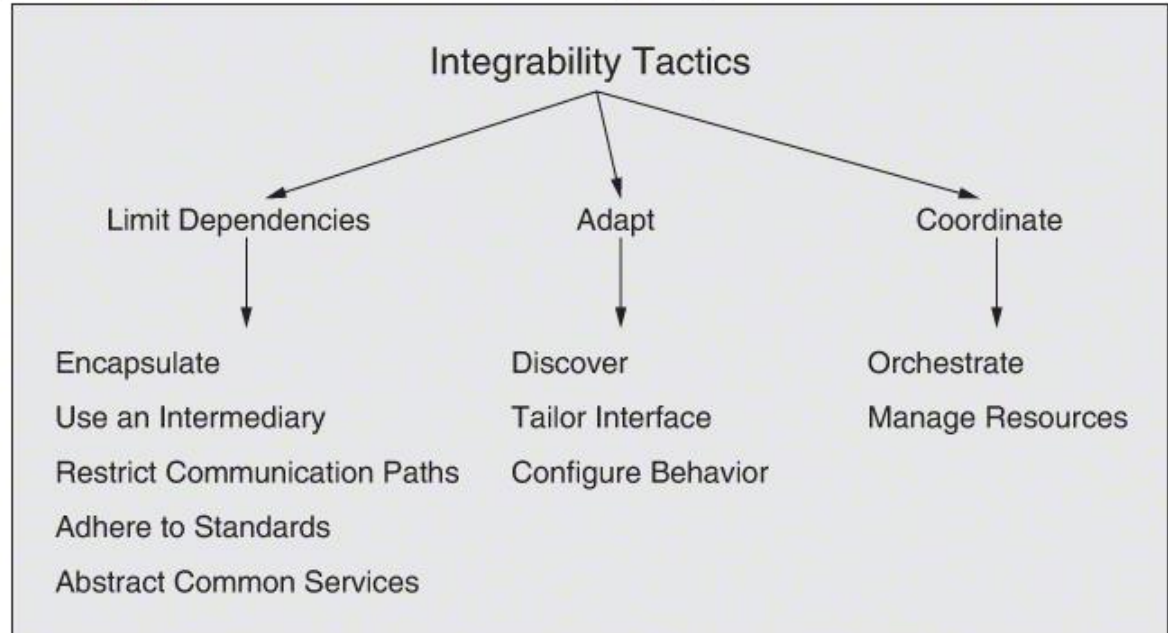 Integrability Tactics
Limit Dependencies
Adapt
Coordinate
Encapsulate
Use an Intermediary
Restrict Communication Paths
Adhere to Standards
Abstract Common Services
Discover
Tailor Interface
Configure Behavior
Orchestrate
Manage Resources